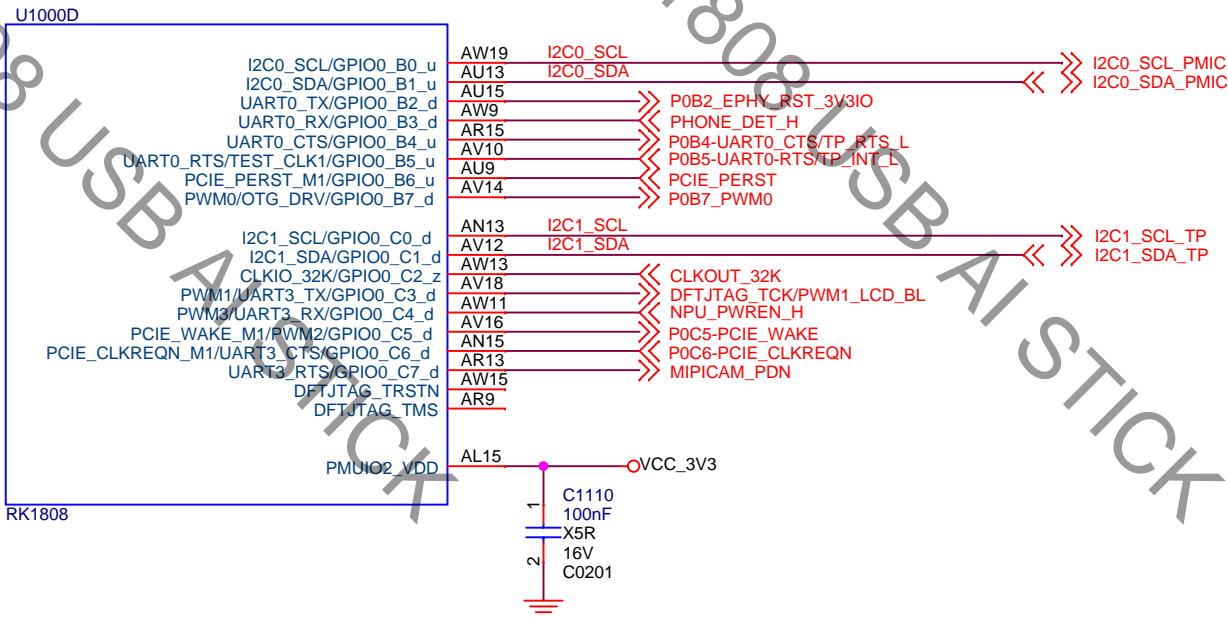 U1000D
I2C0_SCL/GPIO0_B0_u AW19 I2C0_SCL I2C0_SCL_PMIC
I2C0_SDA/GPIO0_B1_u AU13 I2C0_SDA I2C0_SDA_PMIC
UART0_TX/GPIO0_B2_d AU15 P0B2_EPHY_RST_3V3IO
UART0_RX/GPIO0_B3_d AW9 PHONE_DET_H
UART0_CTS/GPIO0_B4_u AR15 P0B4-UART0_CTS/TP_RTS_L
UART0_RTS/TEST_CLK1/GPIO0_B5_u AV10 P0B5-UART0-RTS/TP_INT_L
PCIE_PERST_M1/GPIO0_B6_u AU9 PCIE_PERST
PWM0/OTG_DRV/GPIO0_B7_d AV14 P0B7_PWM0
I2C1_SCL/GPIO0_C0_d AN13 I2C1_SCL I2C1_SCL_TP
I2C1_SDA/GPIO0_C1_d AV12 I2C1_SDA I2C1_SDA_TP
CLKIO_32K/GPIO0_C2_z AW13 CLKOUT_32K
PWM1/UART3_TX/GPIO0_C3_d AV18 DFTJTAG_TCK/PWM1_LCD_BL
PWM3/UART3_RX/GPIO0_C4_d AW11 NPU_PWREN_H
PCIE_WAKE_M1/PWM2/GPIO0_C5_d AV16 P0C5-PCIE_WAKE
PCIE_CLKREQN_M1/UART3_CTS/GPIO0_C6_d AN15 P0C6-PCIE_CLKREQN
UART3_RTS/GPIO0_C7_d AR13 MIPICAM_PDN
DFTJTAG_TRSTN AW15
DFTJTAG_TMS AR9
PMUIO2_VDD AL15 VCC_3V3
RK1808
1
2
C1110
100nF
X5R
16V
C0201
8 USB AI STICK
1808 USB AI STICK